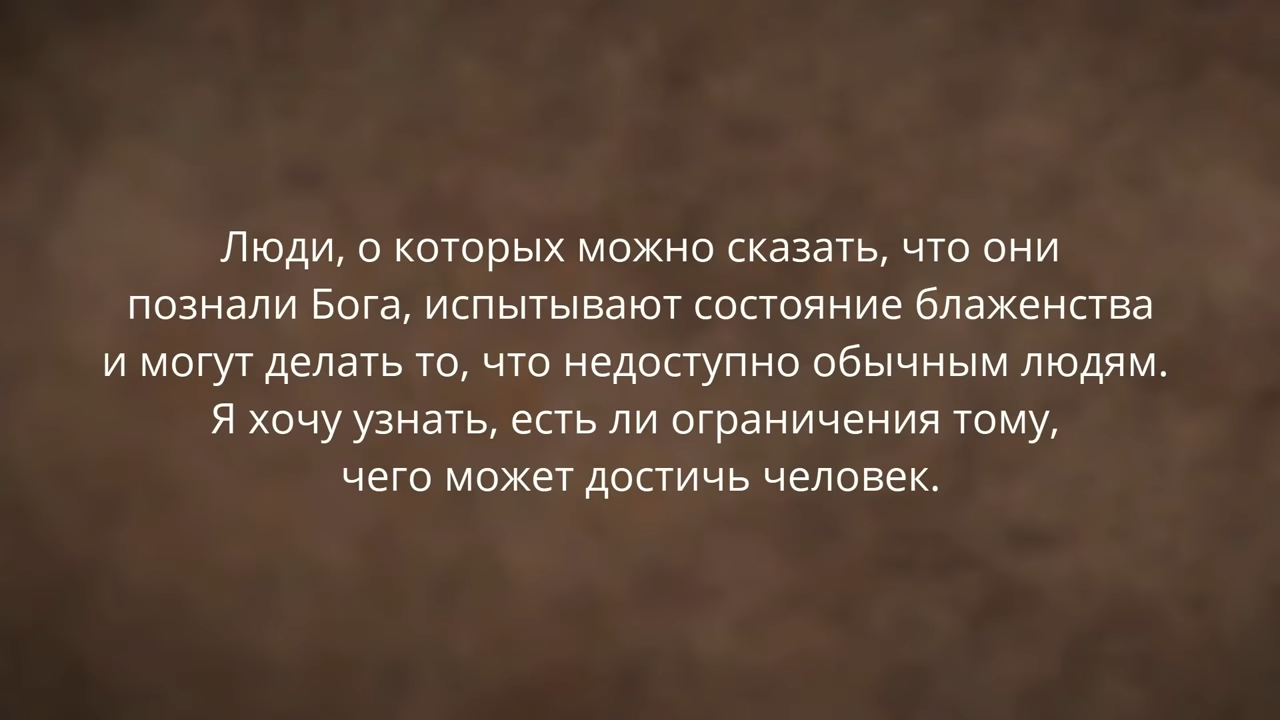 Люди, о которых можно сказать, что они
познали Бога, испытывают состояние блаженства
и могут делать то, что недоступно обычным людям.
Я хочу узнать, есть ли ограничения тому,
чего может достичь человек.